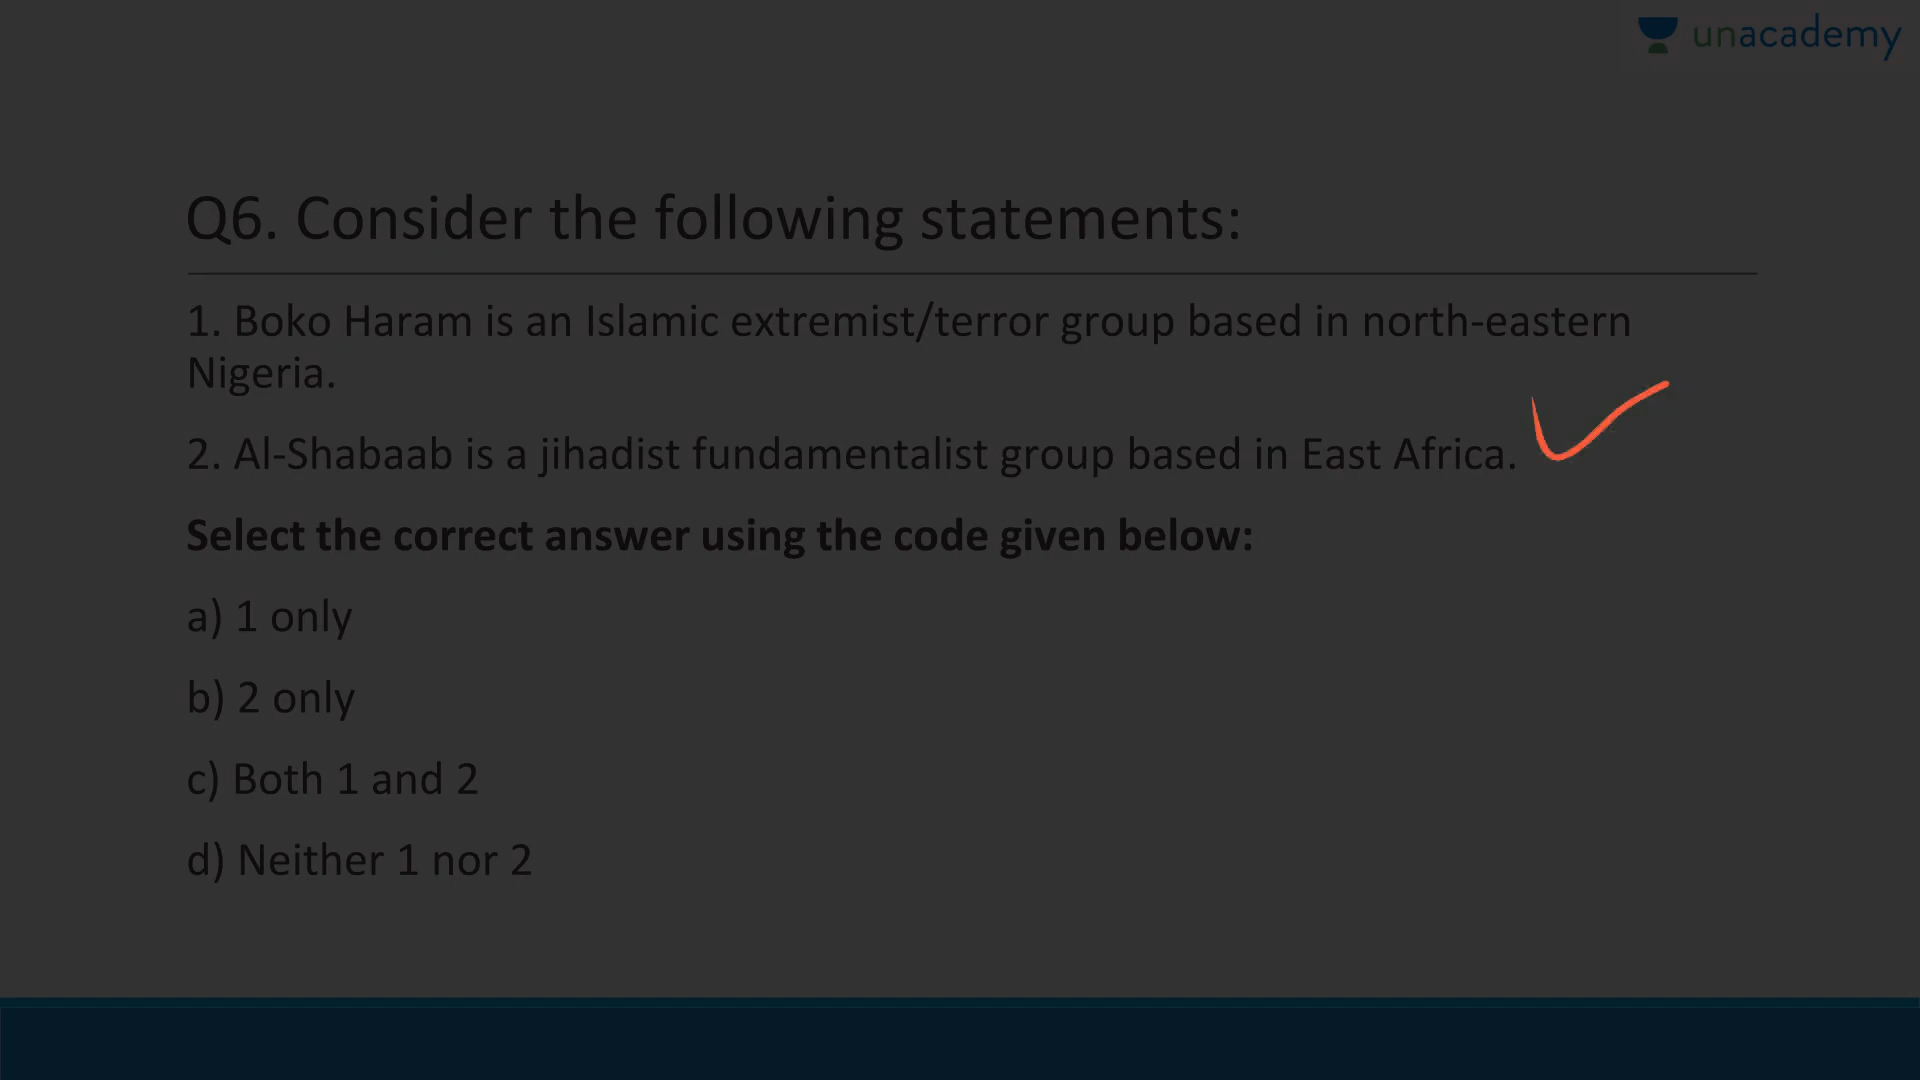 unacademy
Q6. Consider the following statements:
1. Boko Haram is an Islamic extremist/terror group based in north-eastern
Nigeria.
2. Al-Shabaab is a jihadist fundamentalist group based in East Africa.
Select the correct answer using the code given below:
a) 1 only
b) 2 only
c) Both 1 and 2
d) Neither 1 nor 2